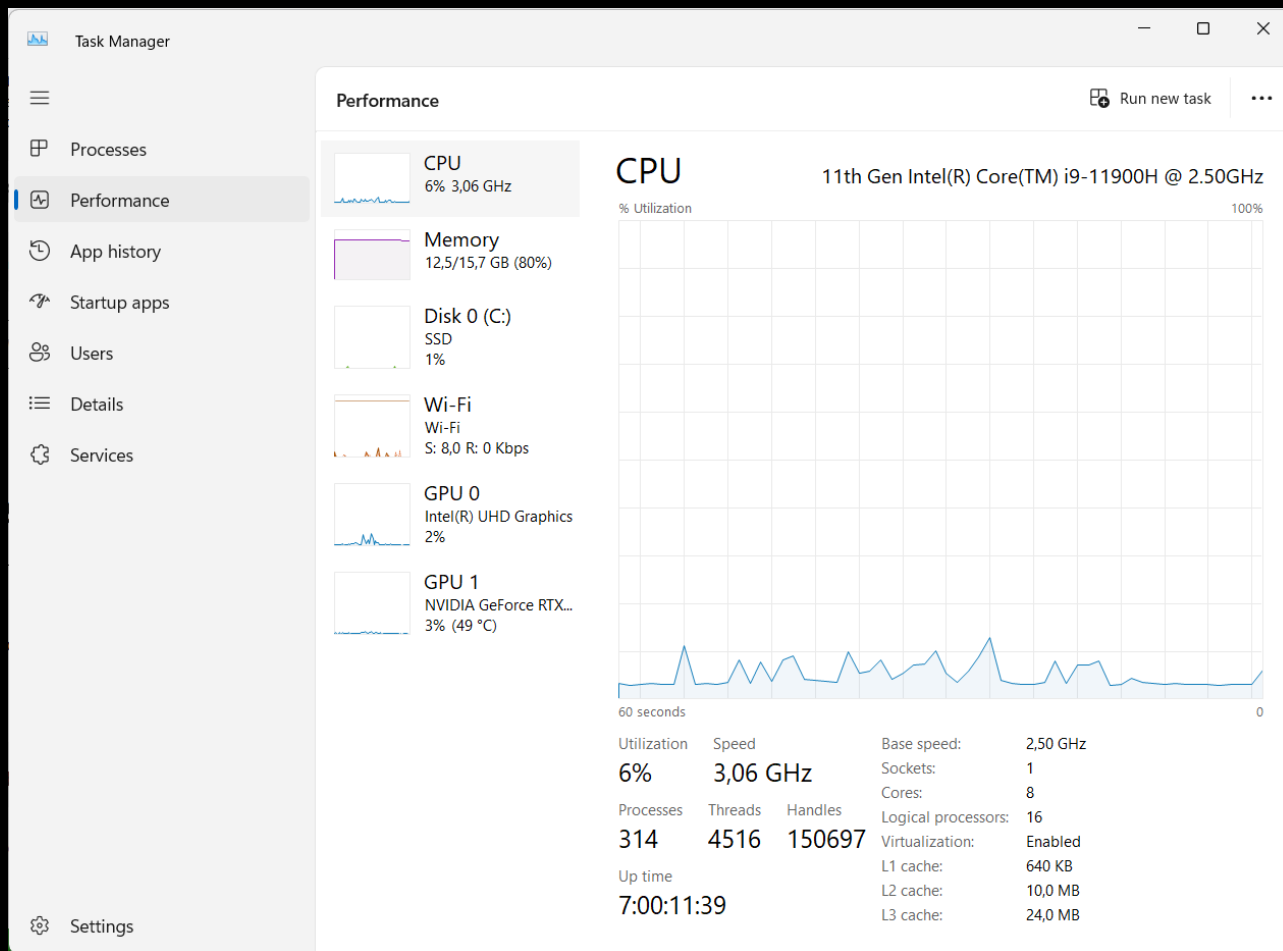 Task Manager
Performance
Run new task
Processes
Performance
App history
Startup apps
Users
Details
Services
Settings
CPU
6% 3,06 GHz
Memory
12,5/15,7 GB (80%)
Disk 0 (C:)
SSD
1%
Wi-Fi
Wi-Fi
S: 8,0 R: 0 Kbps
GPU 0
Intel(R) UHD Graphics
2%
GPU 1
NVIDIA GeForce RTX...
3% (49 °C)
CPU 11th Gen Intel(R) Core(TM) i9-11900H @ 2.50GHz
% Utilization 100%
60 seconds 0
Utilization Speed
6% 3,06 GHz
Processes Threads Handles
314 4516 150697
Up time
7:00:11:39
Base speed: 2,50 GHz
Sockets: 1
Cores: 8
Logical processors: 16
Virtualization: Enabled
L1 cache: 640 KB
L2 cache: 10,0 MB
L3 cache: 24,0 MB